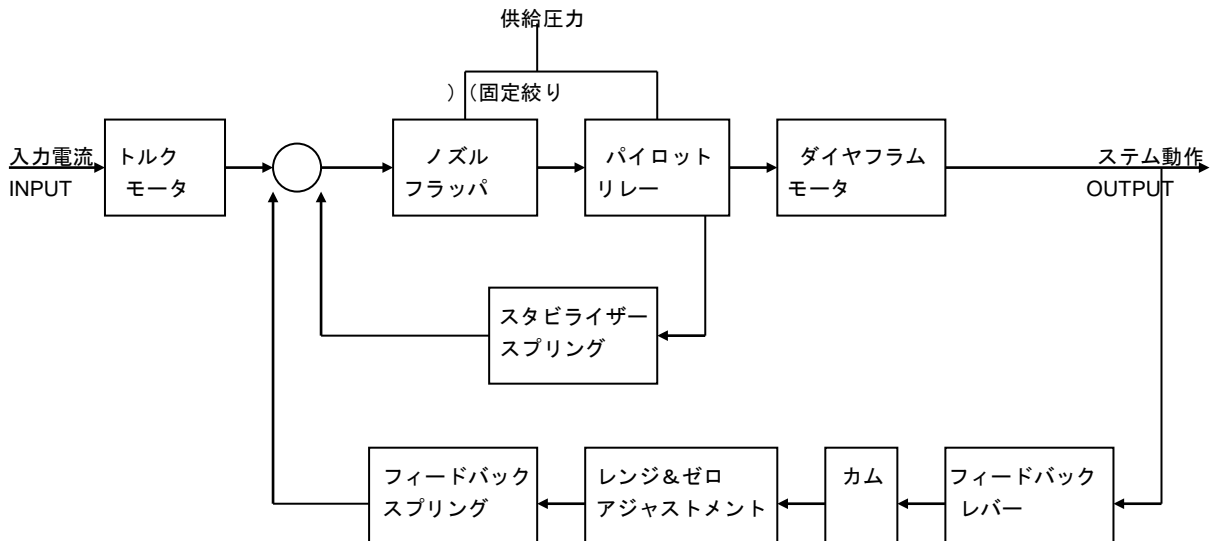 供給圧力
)(固定絞り
入力電流
INPUT
トルク
モータ
ノズル
フラッパ
パイロット
リレー
ダイヤフラム
モータ
ステム動作
OUTPUT
スタビライザー
スプリング
フィードバック
スプリング
レンジ&ゼロ
アジャストメント
カム
フィードバック
レバー